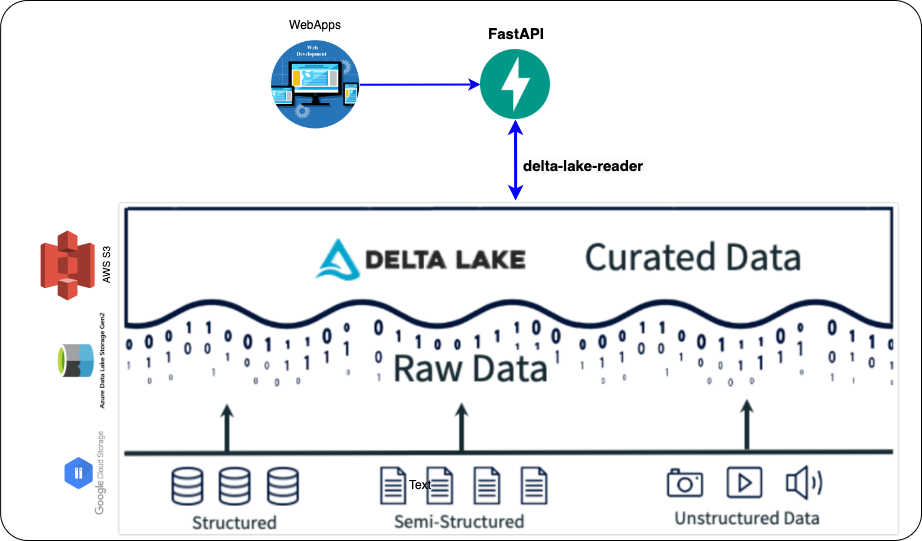 WebApps
Web
Development
FastAPI
delta-lake-reader
AWS S3
DELTA LAKE
Curated Data
Azure Data Lake Storage Gen2
Raw Data
Google Cloud Storage
Text
Structured
Semi-Structured
Unstructured Data